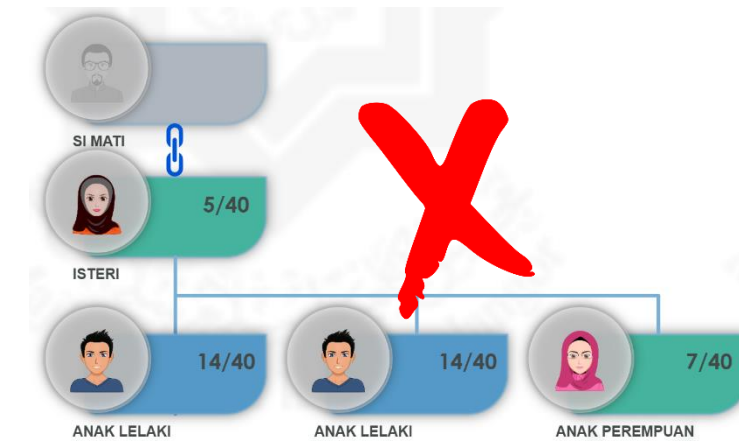 SI MATI
5/40
ISTERI
14/40
14/40
7/40
ANAK LELAKI
ANAK LELAKI
ANAK PEREMPUAN